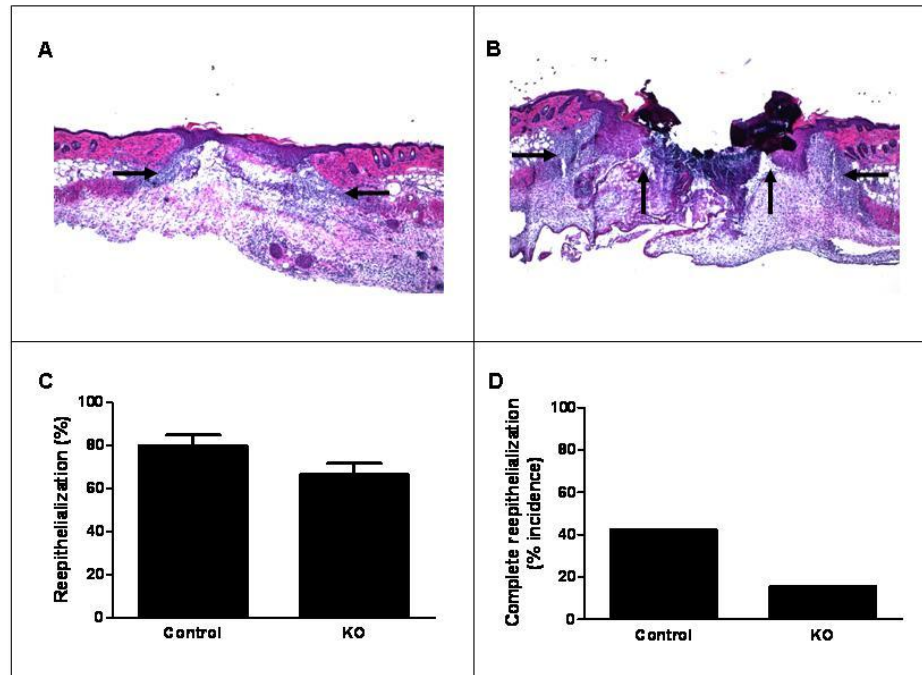 A
B
C
Reepithelialization (%)
100
80
60
40
20
0
Control KO
D
Complete reepithelialization
(% incidence)
100
80
60
40
20
0
Control KO